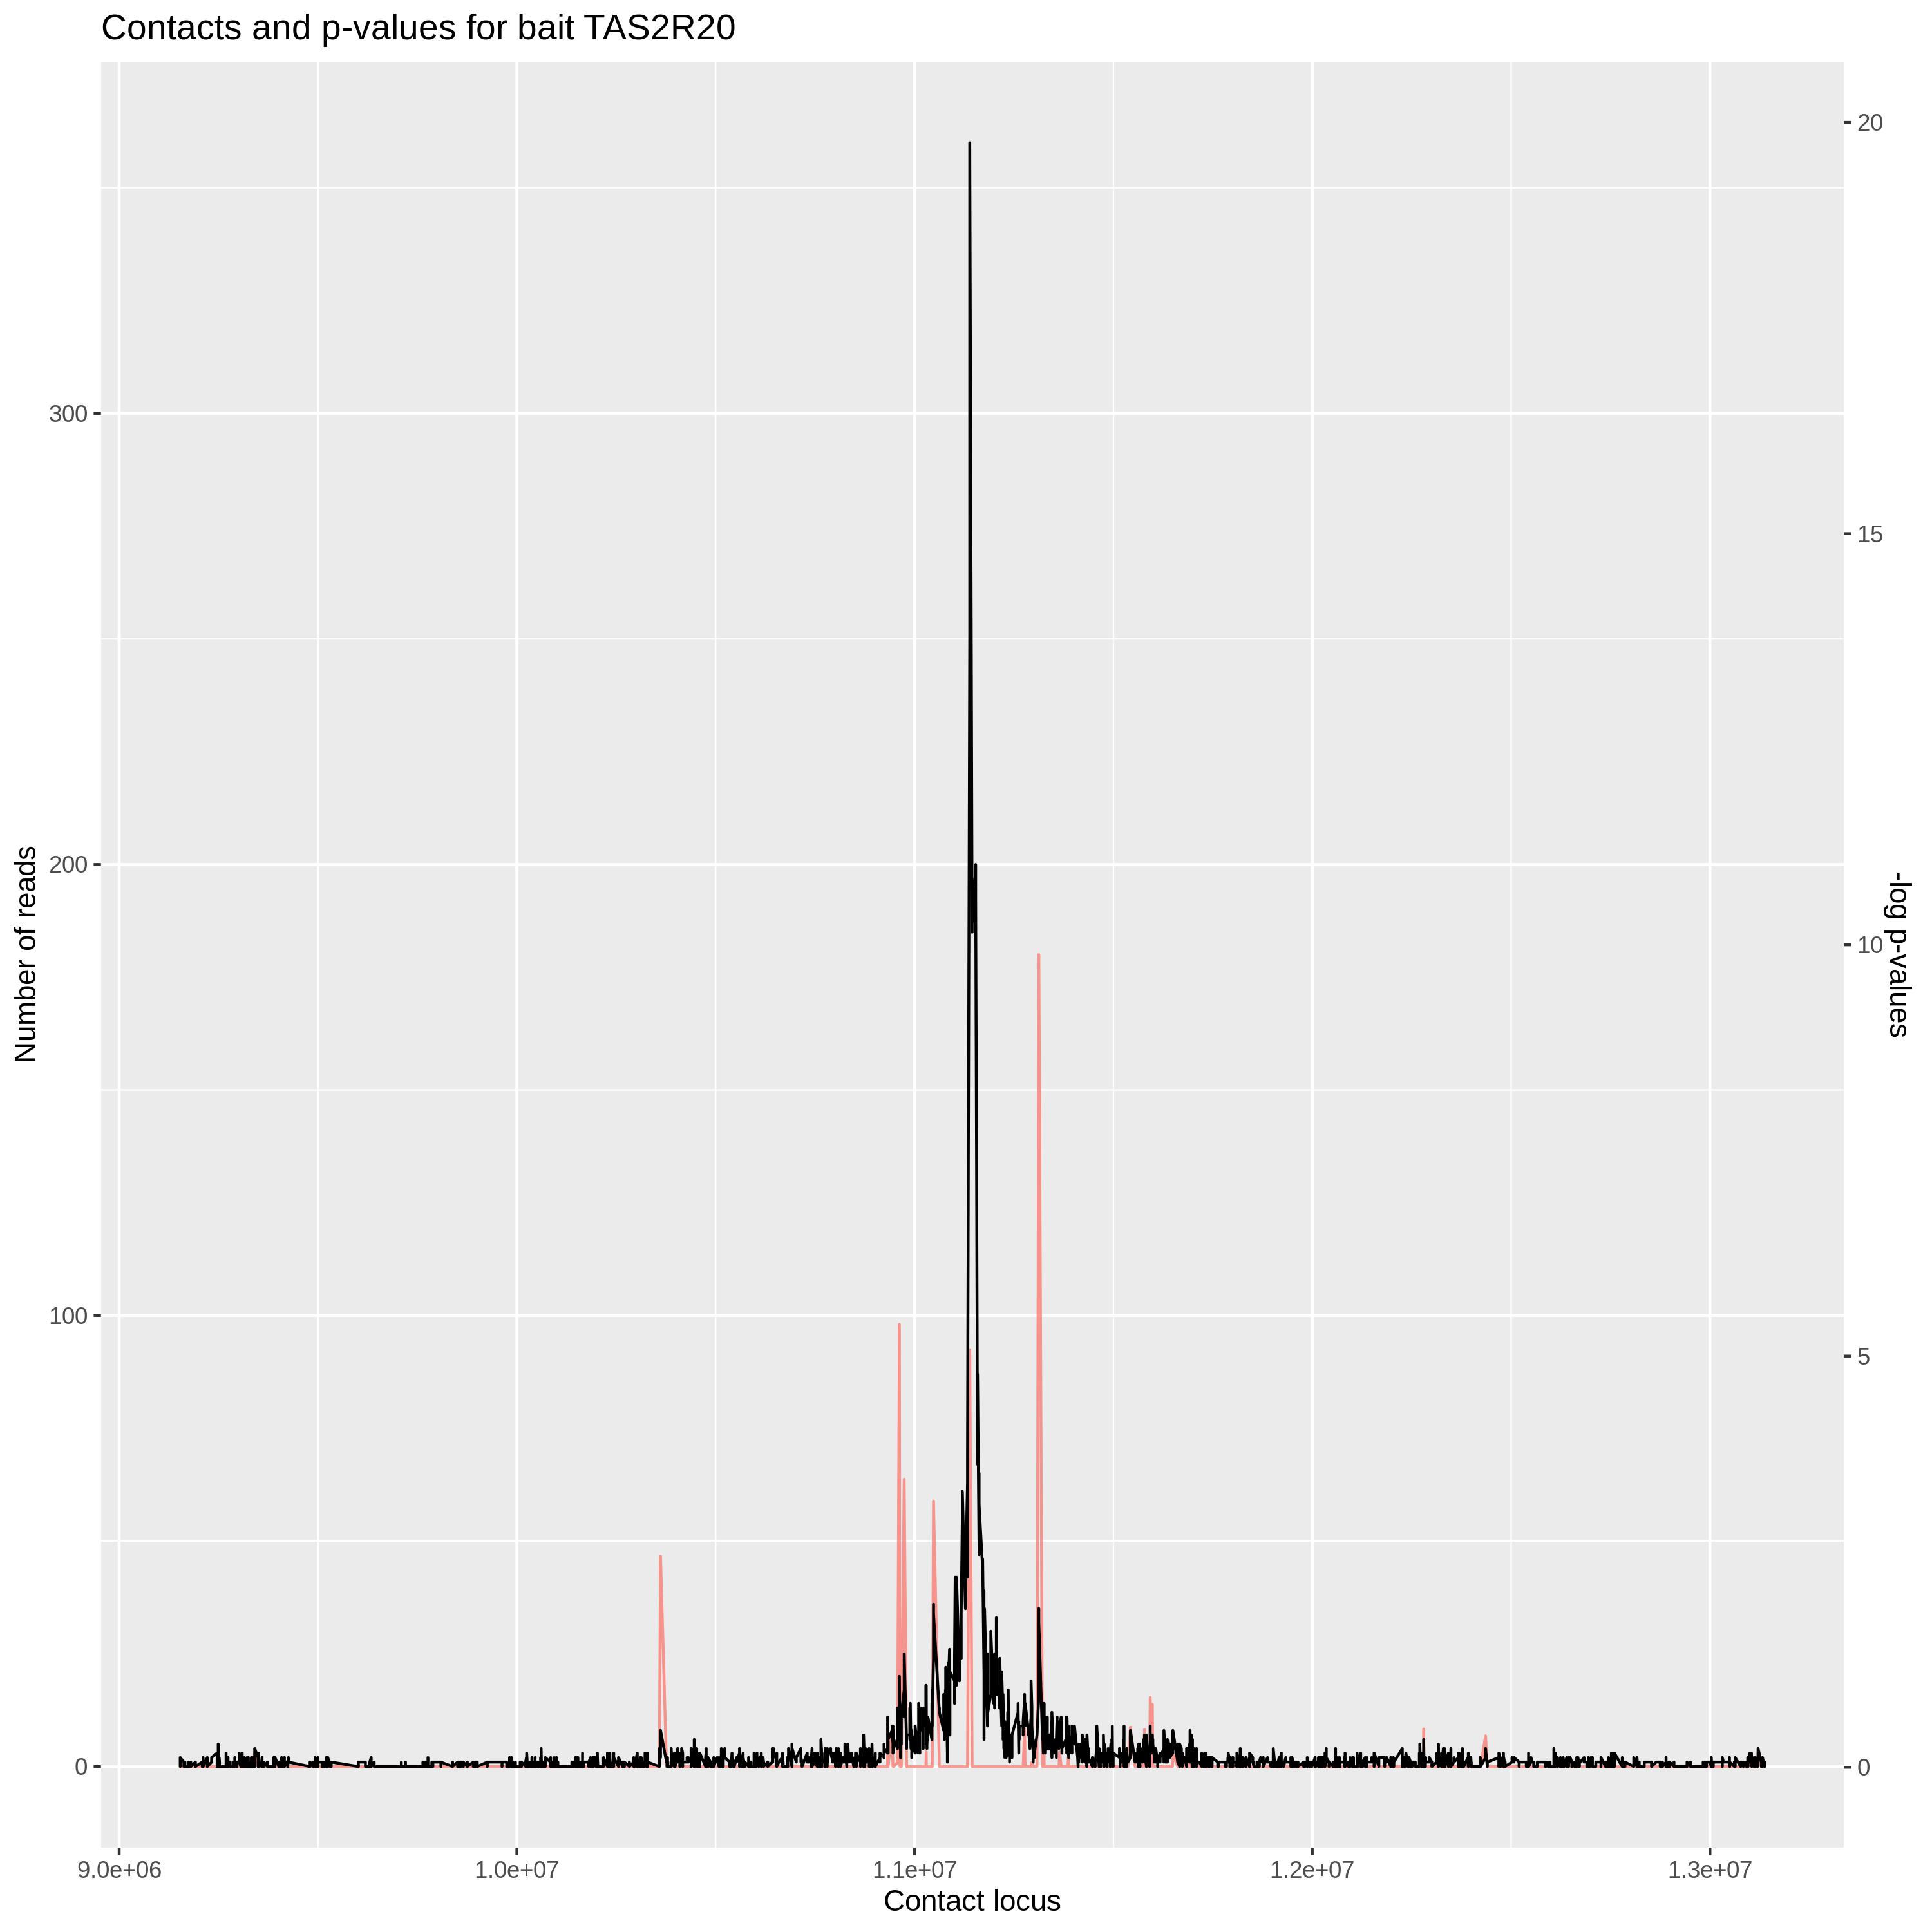 Contacts and p-values for bait TAS2R20
Number of reads
300
200
100
0
20
15
10
5
0
-log p-values
9.0e+06 1.0e+07 1.1e+07 1.2e+07 1.3e+07
Contact locus